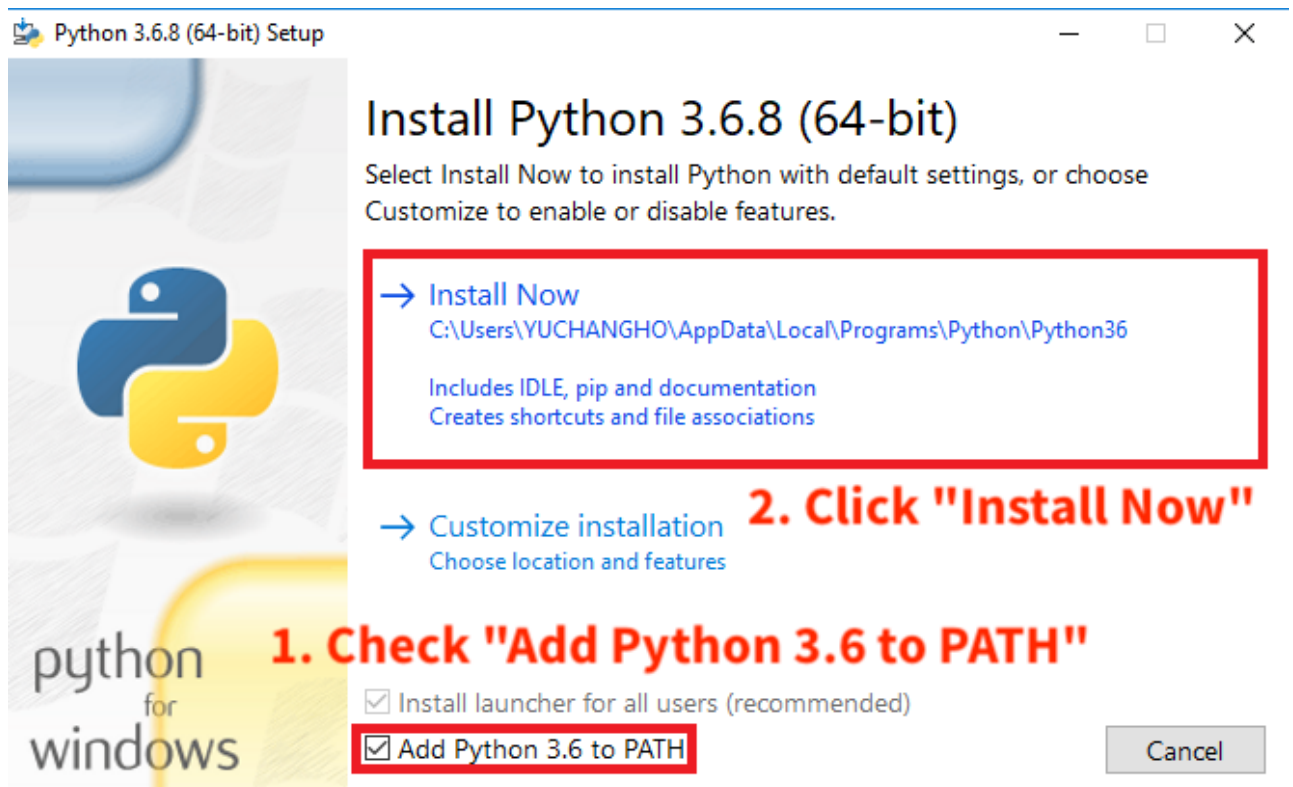 Python 3.6.8 (64-bit) Setup
Install Python 3.6.8 (64-bit)
Select Install Now to install Python with default settings, or choose
Customize to enable or disable features.
Install Now
C:\Users\YUCHANGHO\AppData\Local\Programs\Python\Python36
Includes IDLE, pip and documentation
Creates shortcuts and file associations
2. Click "Install Now"
Customize installation
Choose location and features
1. Check "Add Python 3.6 to PATH"
python
for
windows
Install launcher for all users (recommended)
Add Python 3.6 to PATH
Cancel